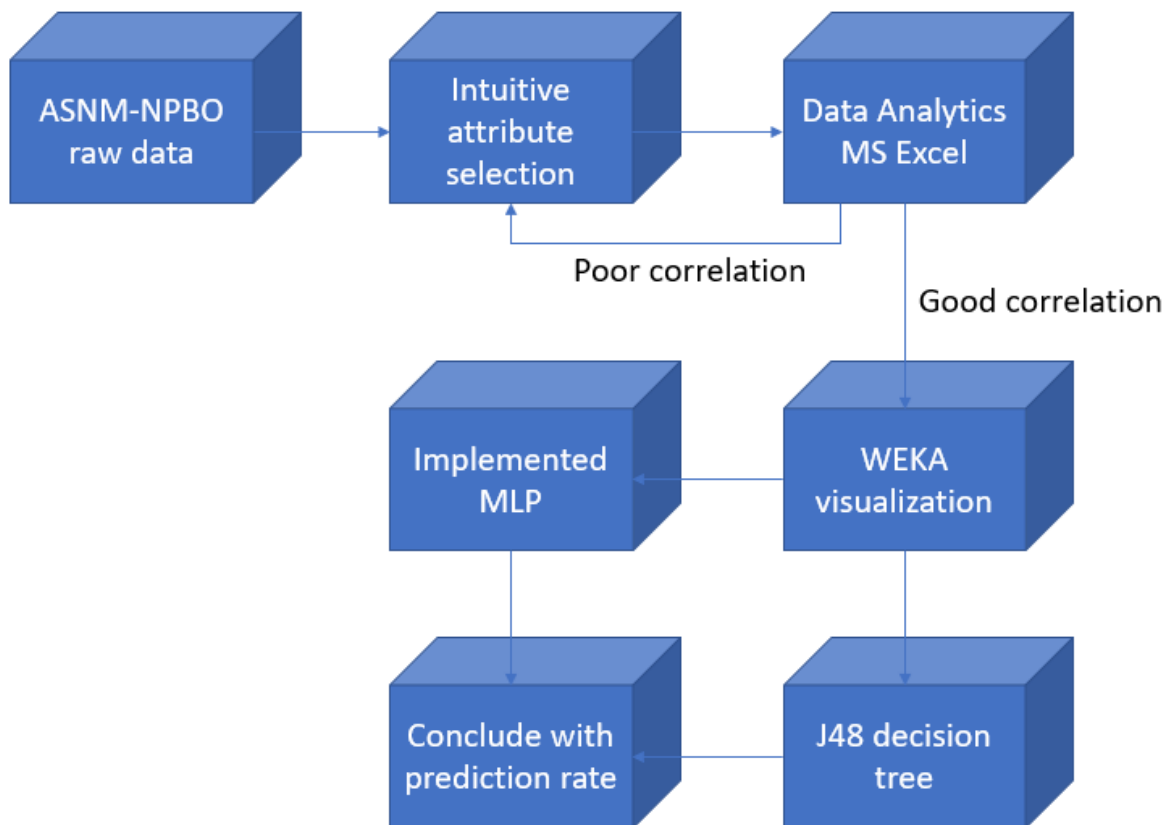 ASNM-NPBO
raw data
Intuitive
attribute
selection
Data Analytics
MS Excel
Poor correlation
Good correlation
Implemented
MLP
WEKA
visualization
Conclude with
prediction rate
J48 decision
tree